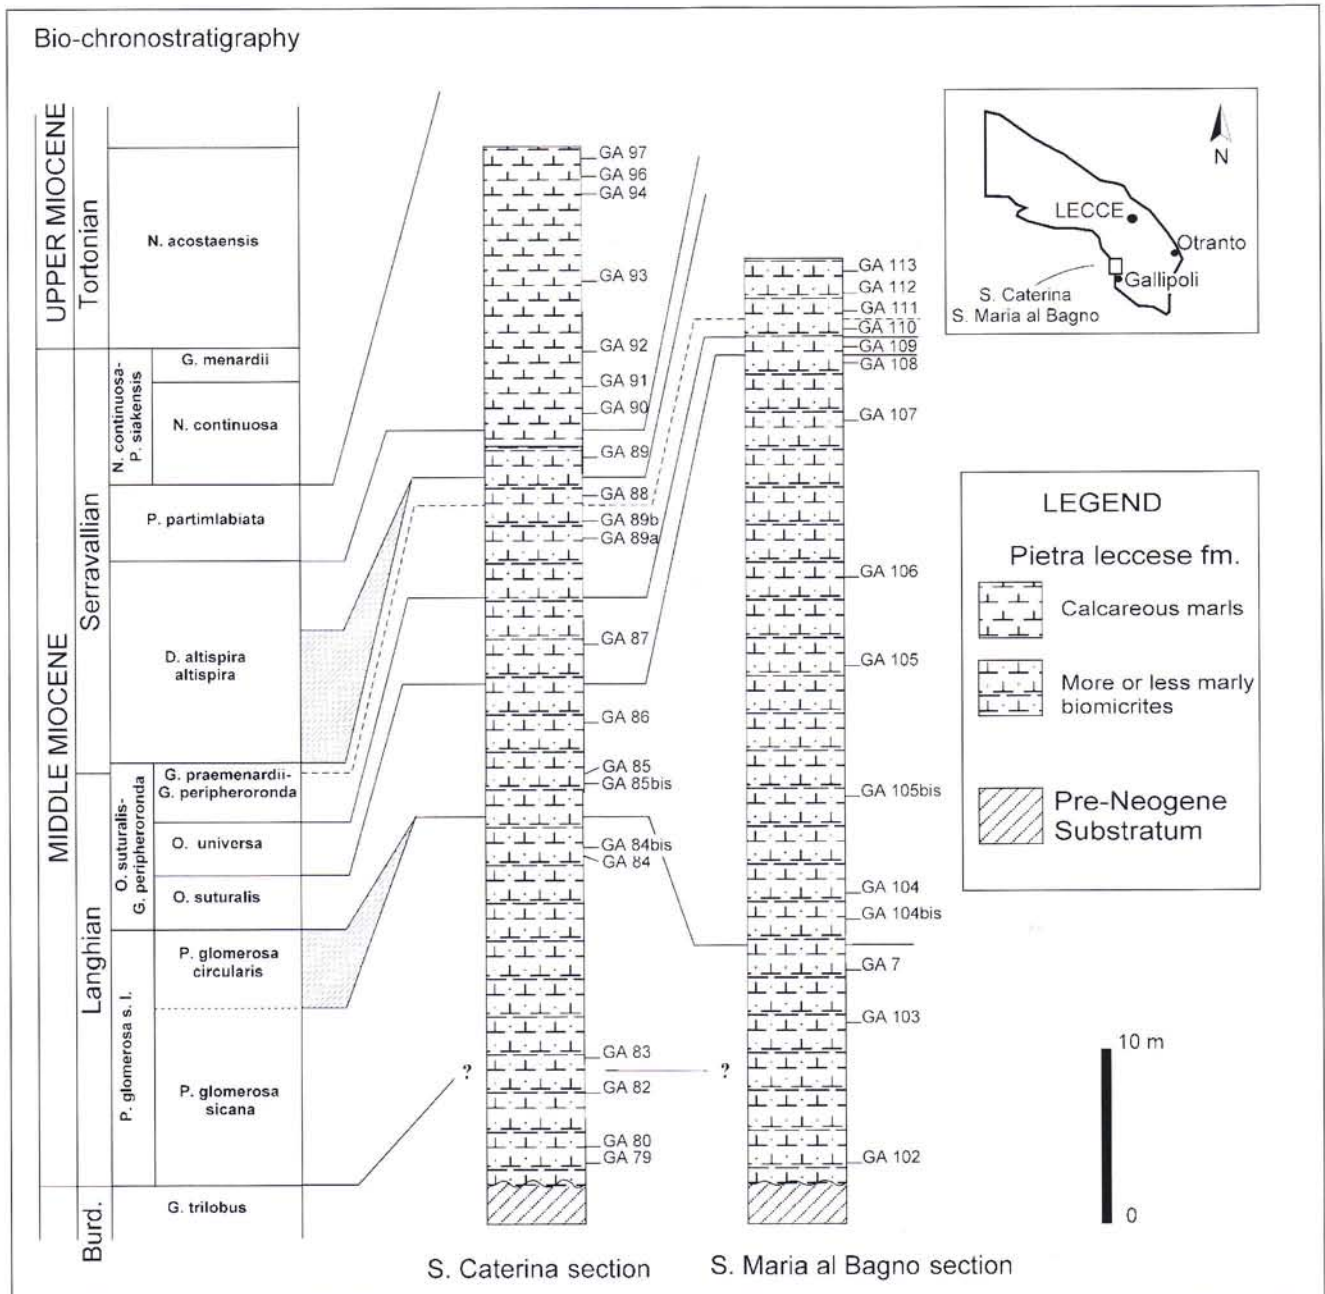 Bio-chronostratigraphy
UPPER MIOCENE
Tortonian
N. acostaensis
MIDDLE MIOCENE
Serravallian
N. continuosa-
P. siakensis
G. menardii
N. continuosa
P. partimlabiata
D. altispira
altispira
Langhian
O. suturalis-
G. peripheroronda
G. praemenardii-
G. peripheroronda
O. universa
O. suturalis
P. glomerosa s. l.
P. glomerosa
circularis
P. glomerosa
sicana
Burd.
G. trilobus
?
GA 97
GA 96
GA 94
GA 93
GA 92
GA 91
GA 90
GA 89
GA 88
GA 89b
GA 89a
GA 87
GA 86
GA 85
GA 85bis
GA 84bis
GA 84
GA 83
GA 82
GA 80
GA 79
S. Caterina section
?
GA 113
GA 112
GA 111
GA 110
GA 109
GA 108
GA 107
GA 106
GA 105
GA 105bis
GA 104
GA 104bis
GA 7
GA 103
GA 102
S. Maria al Bagno section
N
LECCE
Otranto
Gallipoli
S. Caterina
S. Maria al Bagno
LEGEND
Pietra leccese fm.
Calcareous marls
More or less marly
biomicrites
Pre-Neogene
Substratum
10 m
0